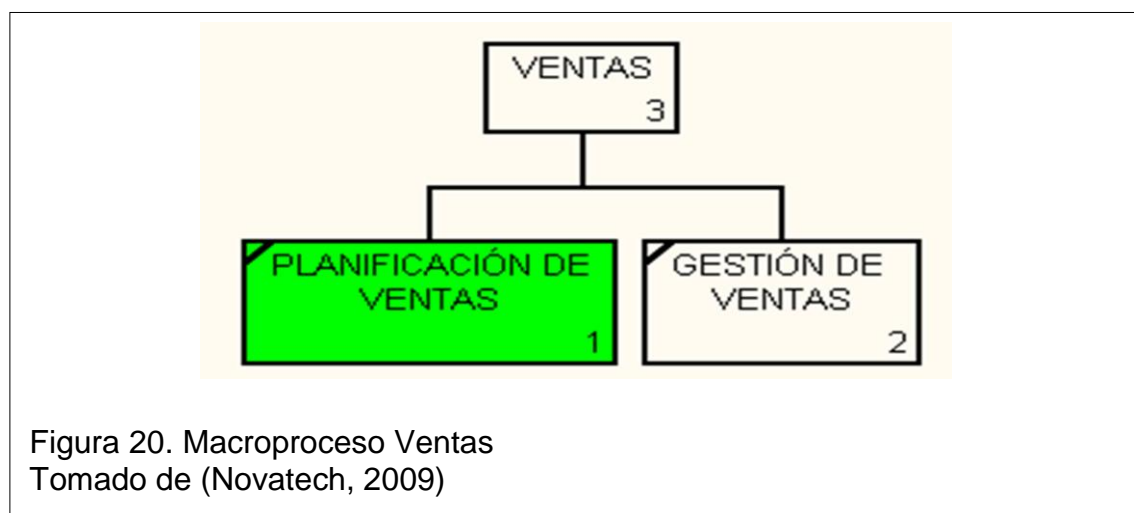 VENTAS
3
PLANIFICACIÓN DE
VENTAS
1
GESTIÓN DE
VENTAS
2
Figura 20. Macroproceso Ventas
Tomado de (Novatech, 2009)